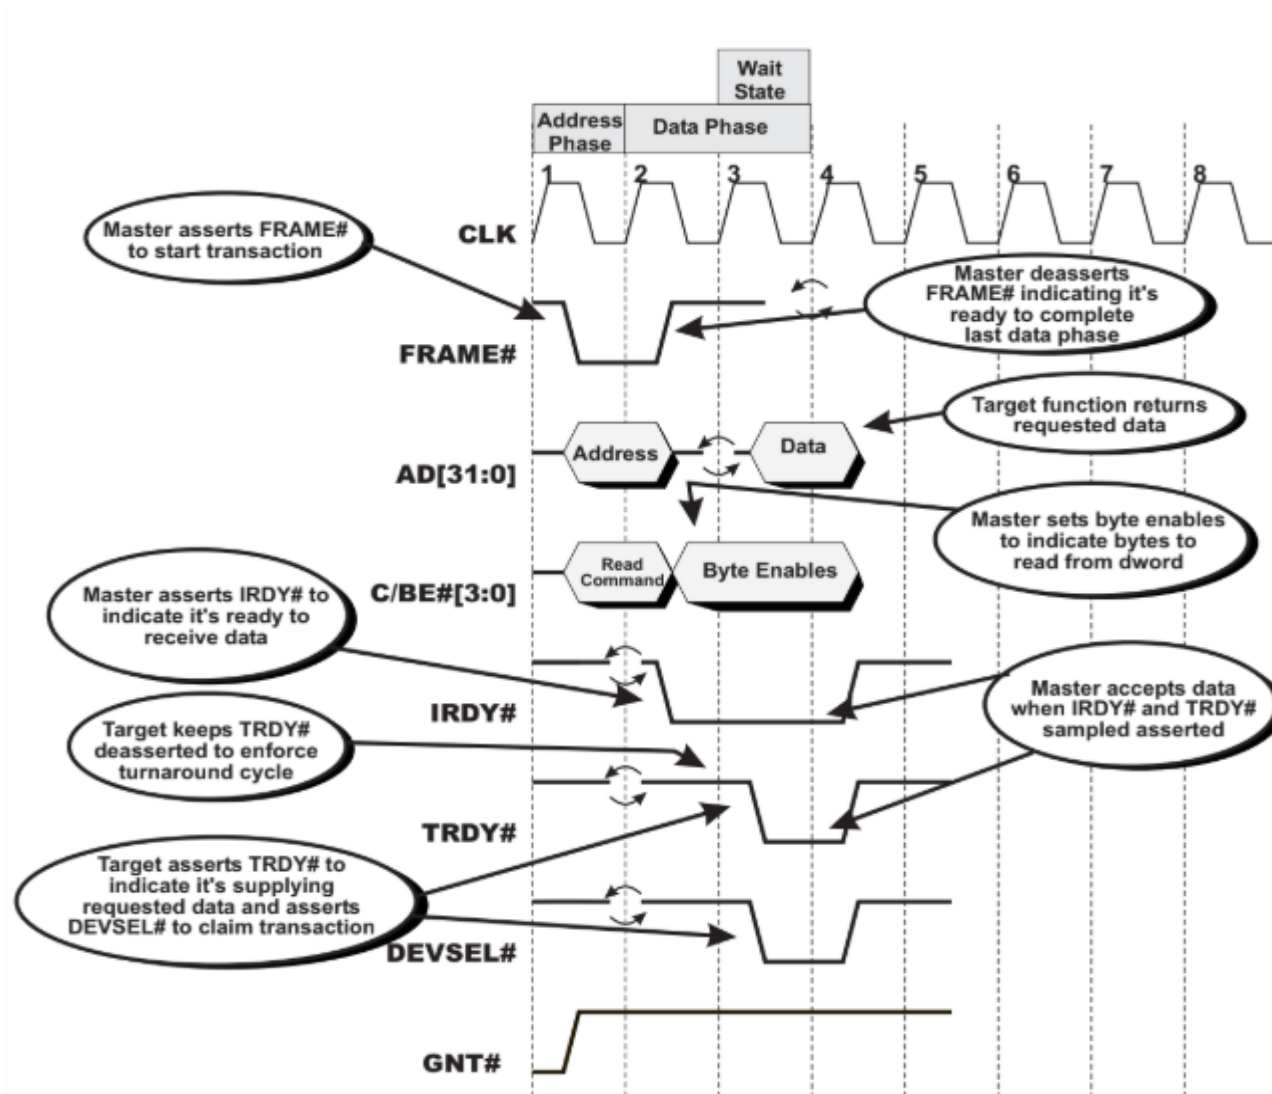 Wait
State
Address
Phase
Data Phase
1 2 3 4 5 6 7 8
CLK
Master asserts FRAME#
to start transaction
Master deasserts
FRAME# indicating it's
ready to complete
last data phase
FRAME#
Target function returns
requested data
Address
Data
AD[31:0]
Master sets byte enables
to indicate bytes to
read from dword
Read
Command
Byte Enables
C/BE#[3:0]
Master asserts IRDY# to
indicate it's ready to
receive data
IRDY#
Master accepts data
when IRDY# and TRDY#
sampled asserted
Target keeps TRDY#
deasserted to enforce
turnaround cycle
TRDY#
Target asserts TRDY# to
indicate it's supplying
requested data and asserts
DEVSEL# to claim transaction
DEVSEL#
GNT#